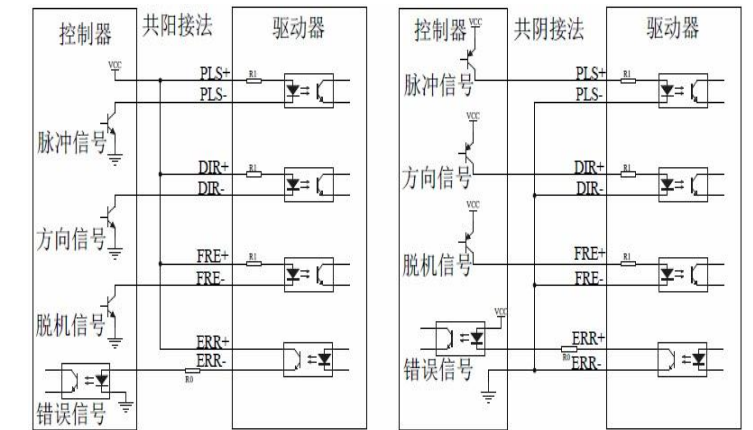 控制器
共阳接法
驱动器
VCC
PLS+
R1
PLS-
脉冲信号
DIR+
R1
DIR-
方向信号
FRE+
R1
FRE-
脱机信号
ERR+
ERR-
R0
错误信号
控制器
VCC
共阴接法
驱动器
脉冲信号
PLS+
R1
PLS-
VCC
方向信号
DIR+
R1
DIR-
VCC
脱机信号
FRE+
R1
FRE-
VCC
ERR+
R0
ERR-
错误信号